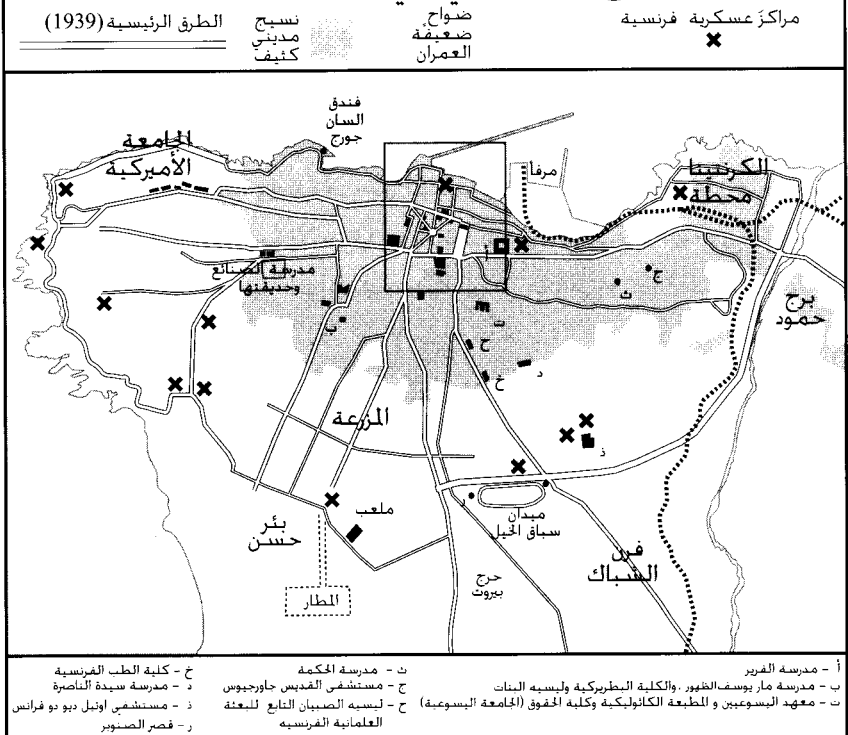 مراكز عسكرية فرنسية
ضواح
ضعيفة
العمران
نسيج
مديني
كثيف
الطرق الرئيسية (1939)
فندق
السان
جورج
الجامعة
الأميركية
مرفأ
الكرنتينا
محطة
برج
حمود
مدرسة الصنائع
وحديقتها
أ
ب
ت
ث
ج
ح
خ
د
ذ
ر
المزرعة
ملعب
بئر
حسن
المطار
ميدان
سباق الخيل
حرج
بيروت
فرن
الشباك
أ - مدرسة الفرير
ب - مدرسة مار يوسف الظهور، والكلية البطريركية وليسيه البنات
ت - معهد اليسوعيين و المطبعة الكاثوليكية وكلية الحقوق (الجامعة اليسوعية)
ث - مدرسة الحكمة
ج - مستشفى القديس جاورجيوس
ح - ليسيه الصبيان التابع للبعثة
العلمانية الفرنسيه
خ - كلية الطب الفرنسية
د - مدرسة سيدة الناصرة
ذ - مستشفى اوتيل ديو دو فرانس
ر - قصر الصنوبر